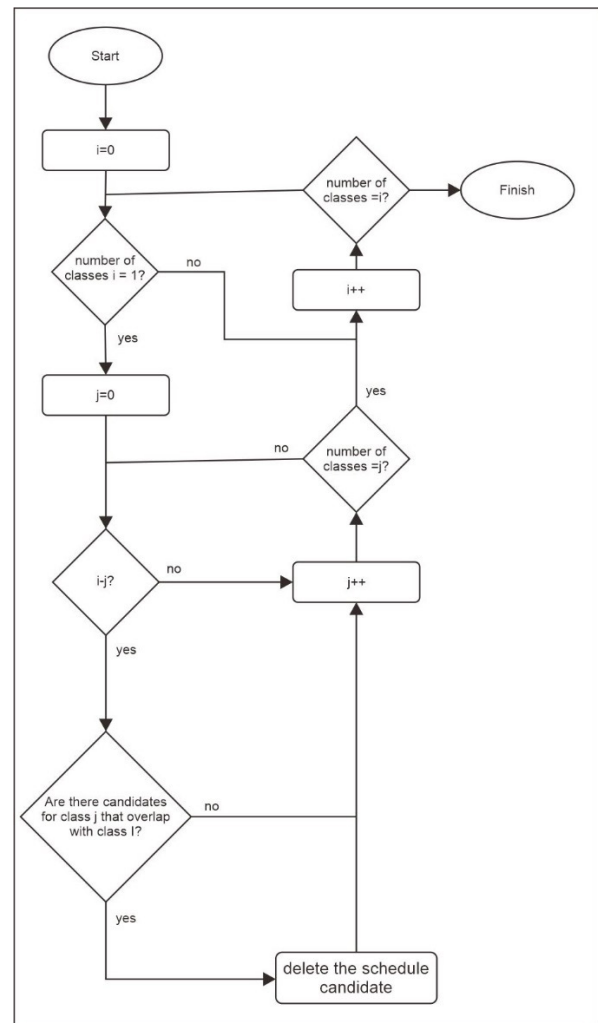 Start
i=0
number of
classes
=i?
Finish
number of
classes i = 1?
no
i++
yes
j=0
yes
no
number of
classes =j?
i-j?
no
j++
yes
Are there candidates
for class j that overlap
with class I?
no
yes
delete the schedule
candidate